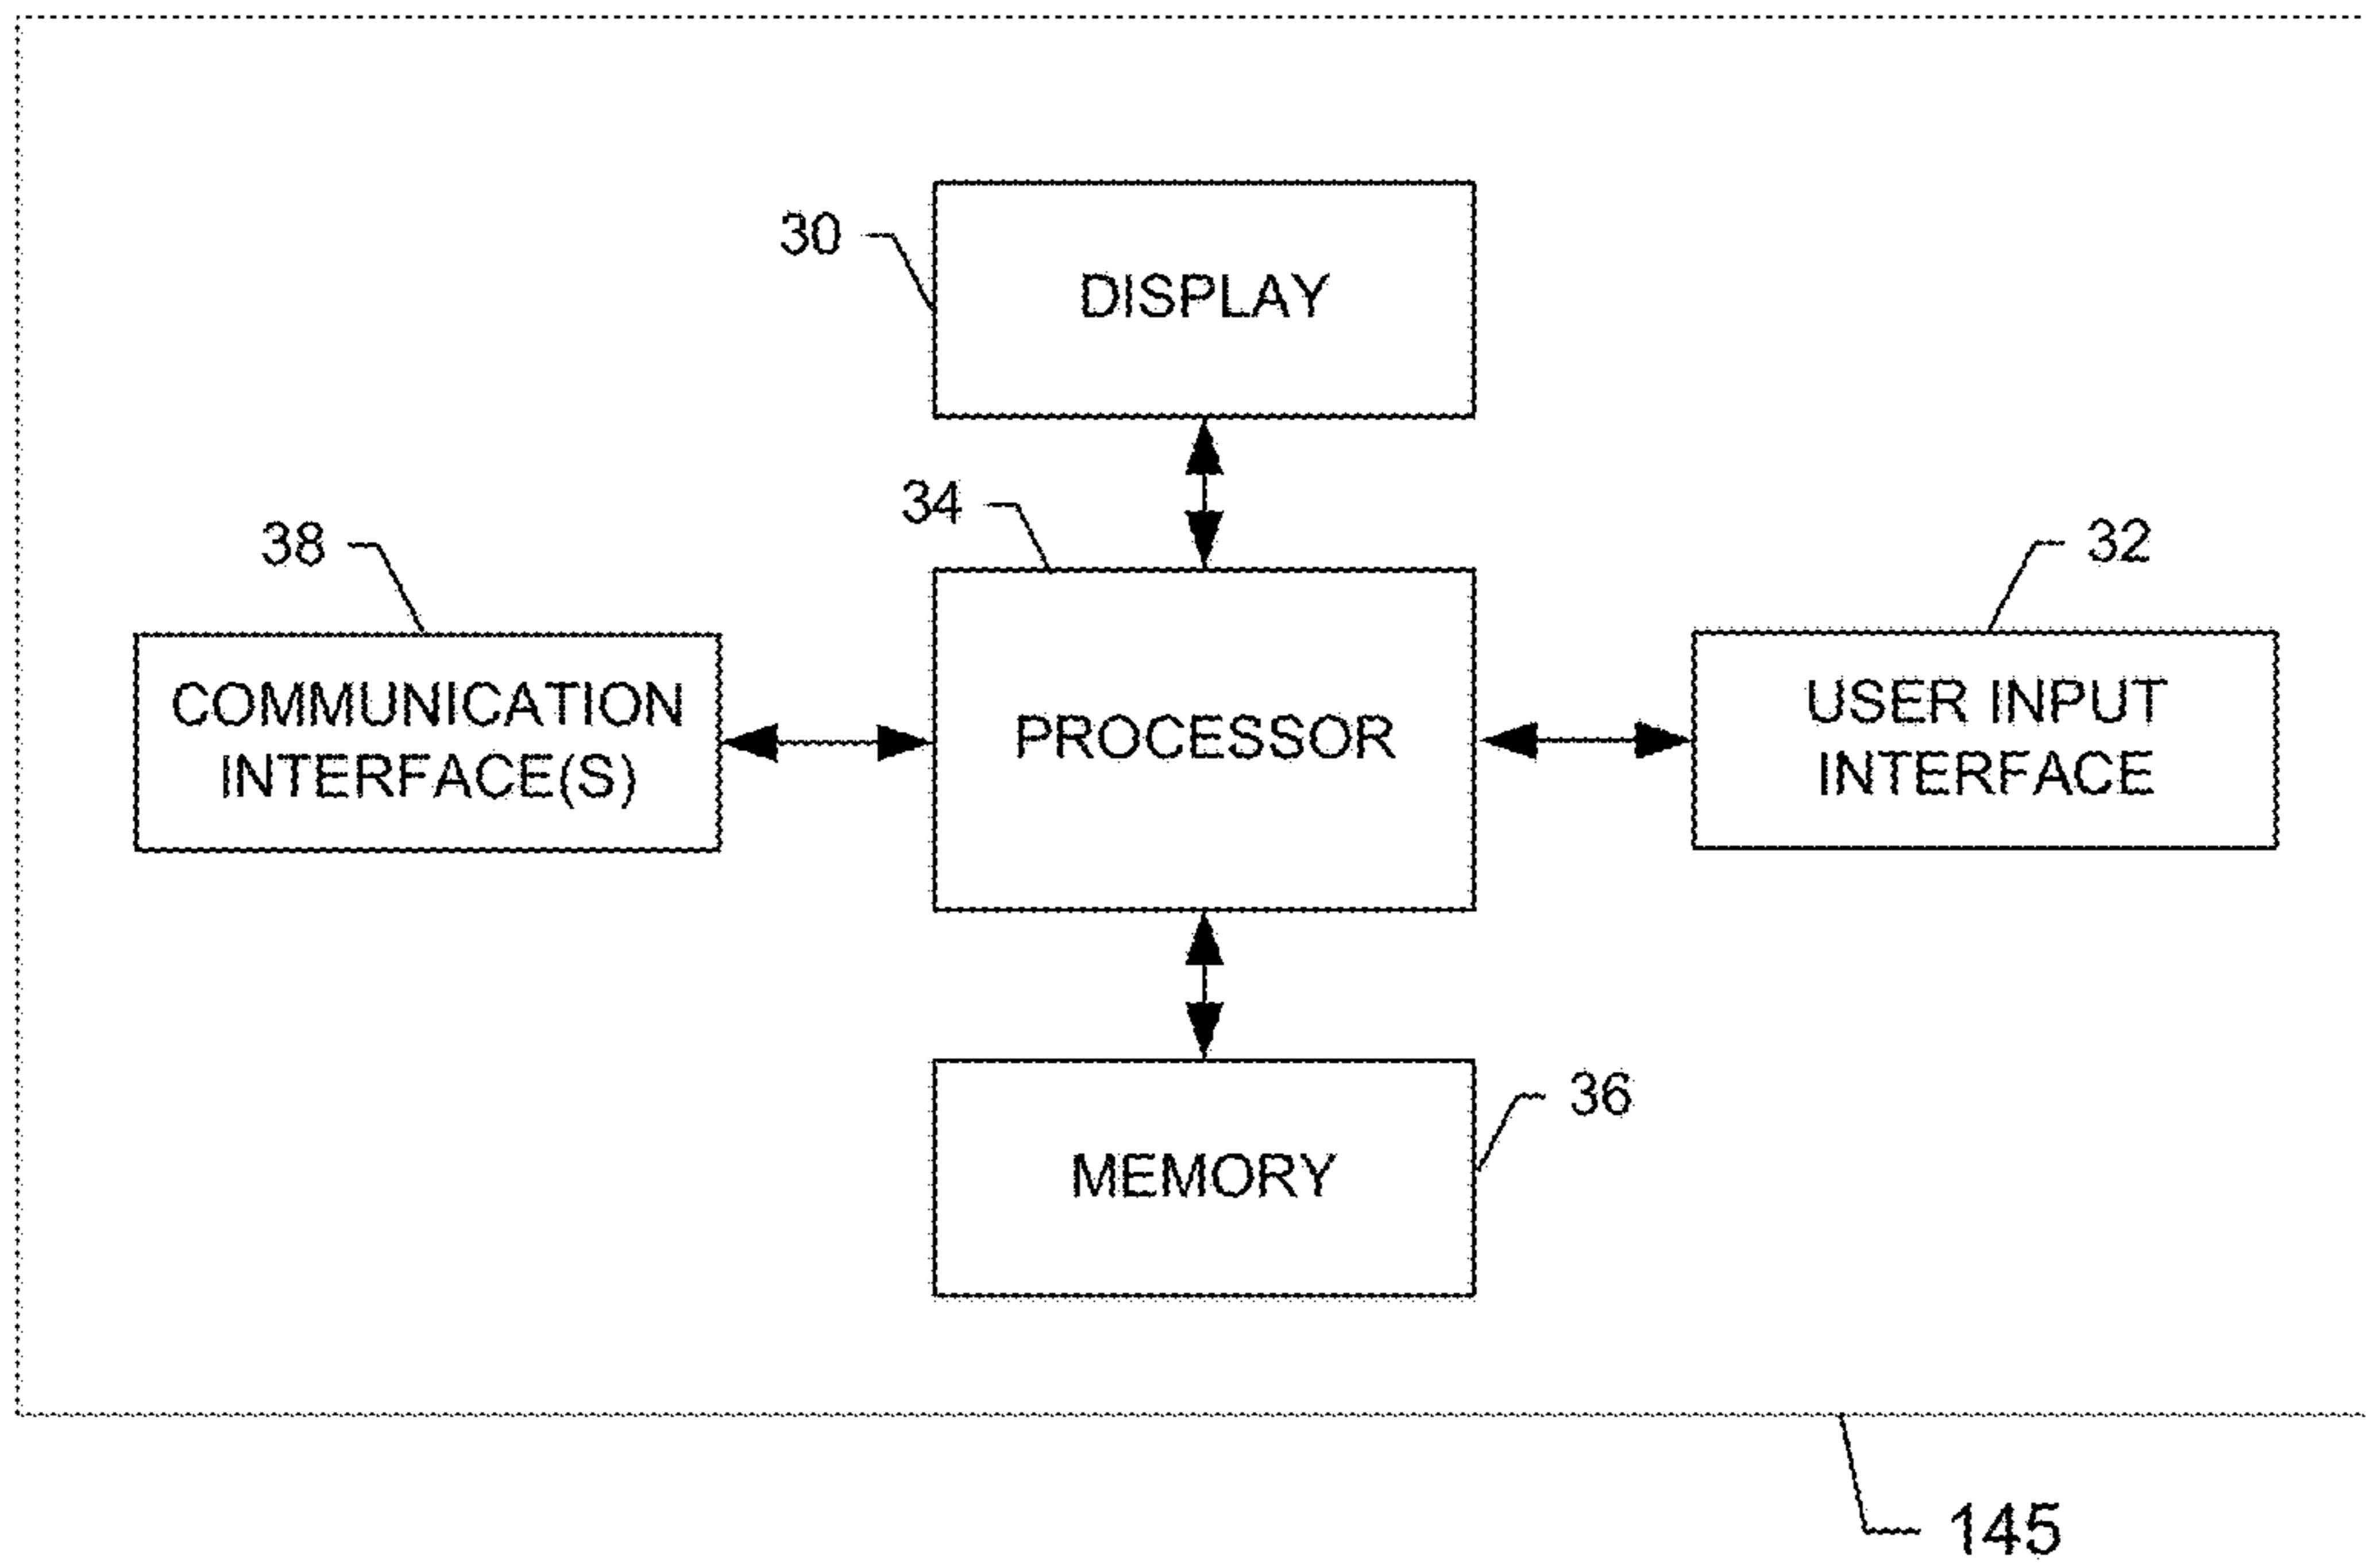 30
DISPLAY
34
38
32
COMMUNICATION
INTERFACE(S)
PROCESSOR
USER INPUT
INTERFACE
36
MEMORY
145